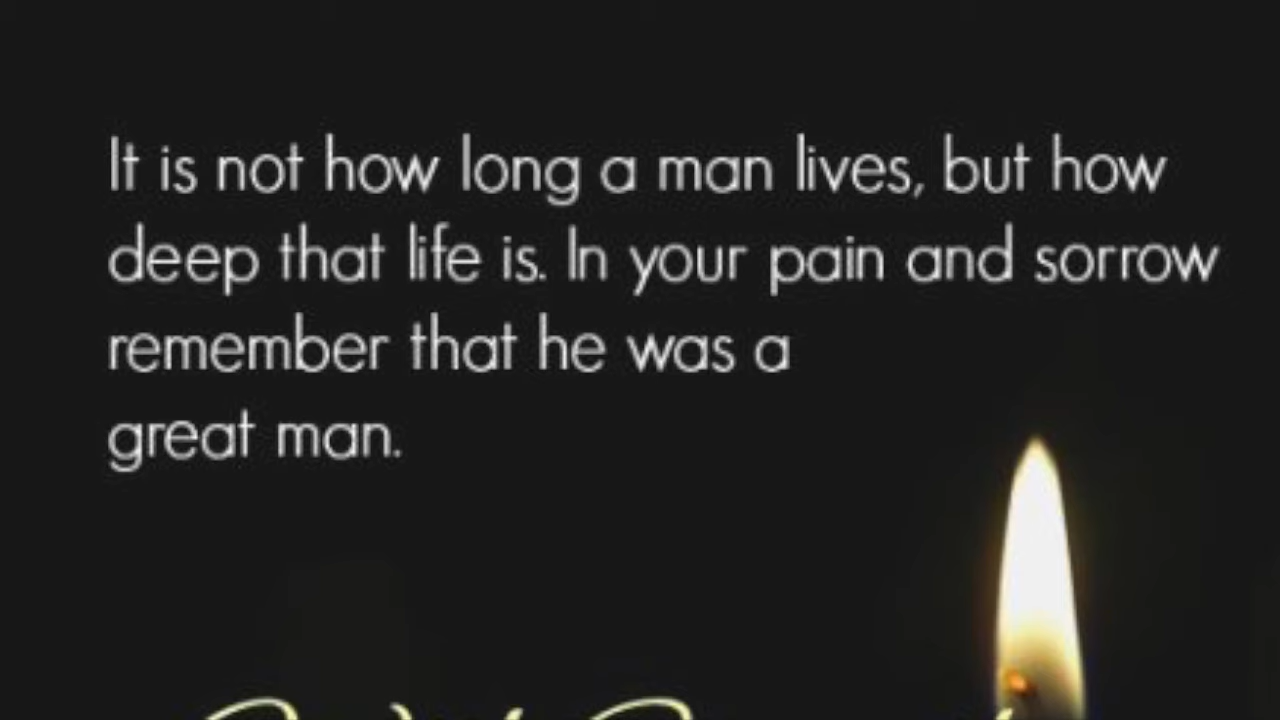 It is not how long a man lives, but how
deep that life is. In your pain and sorrow
remember that he was a
great man.